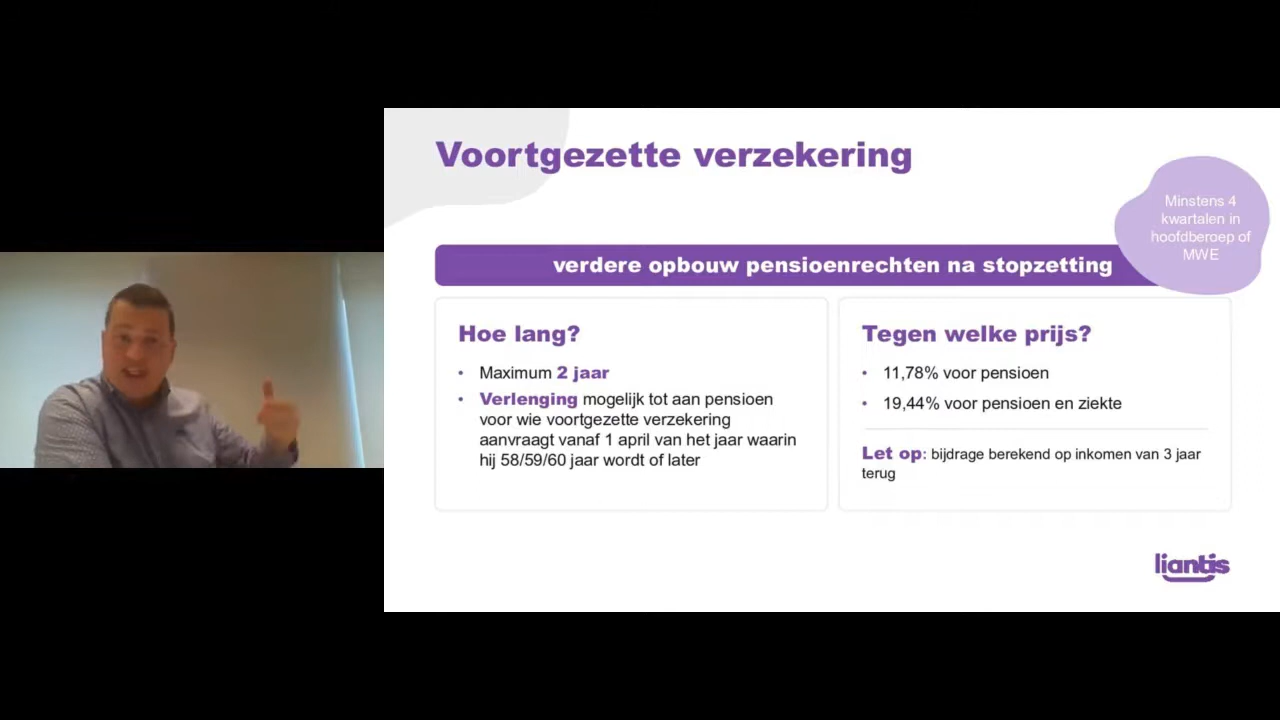 Voortgezette verzekering
Minstens 4
kwartalen in
hoofdberoep of
MWE
verdere opbouw pensioenrechten na stopzetting
Hoe lang?
• Maximum 2 jaar
• Verlenging mogelijk tot aan pensioen
voor wie voortgezette verzekering
aanvraagt vanaf 1 april van het jaar waarin
hij 58/59/60 jaar wordt of later
Tegen welke prijs?
• 11,78% voor pensioen
• 19,44% voor pensioen en ziekte
Let op: bijdrage berekend op inkomen van 3 jaar
terug
liantis